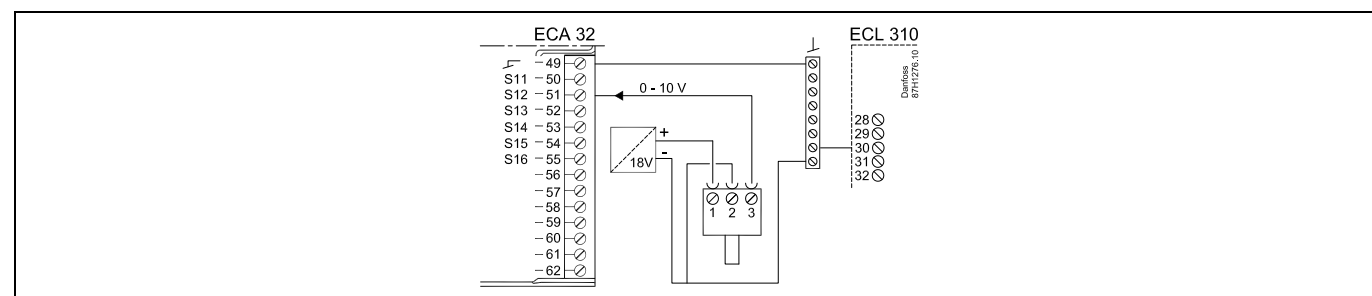 ECA 32
ECL 310
49
S11 50
S12 51
S13 52
S14 53
S15 54
S16 55
56
57
58
59
60
61
62
0 - 10 V
+
-
18V
1 2 3
Danfoss
87H1276.10
28
29
30
31
32